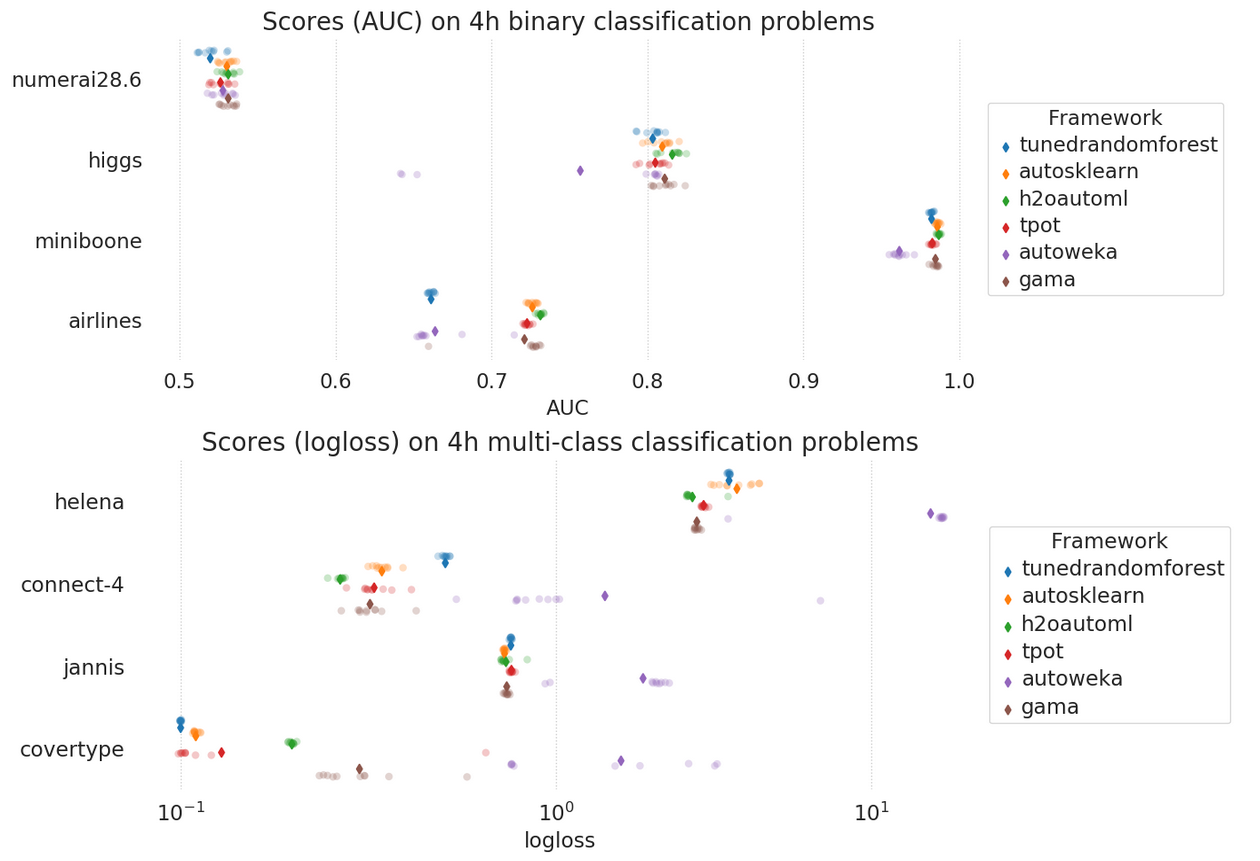 Scores (AUC) on 4h binary classification problems
numerai28.6
higgs
miniboone
airlines
0.5 0.6 0.7 0.8 0.9 1.0
AUC
Framework
tunedrandomforest
autosklearn
h2oautoml
tpot
autoweka
gama
Scores (logloss) on 4h multi-class classification problems
helena
connect-4
jannis
covertype
10⁻¹ 10⁰ 10¹
logloss
Framework
tunedrandomforest
autosklearn
h2oautoml
tpot
autoweka
gama